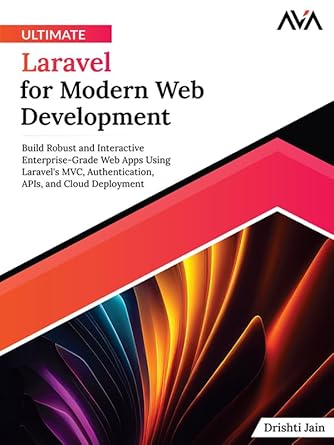 AVA
ULTIMATE
Laravel
for Modern Web
Development
Build Robust and Interactive
Enterprise-Grade Web Apps Using
Laravel's MVC, Authentication,
APIs, and Cloud Deployment
Drishti Jain